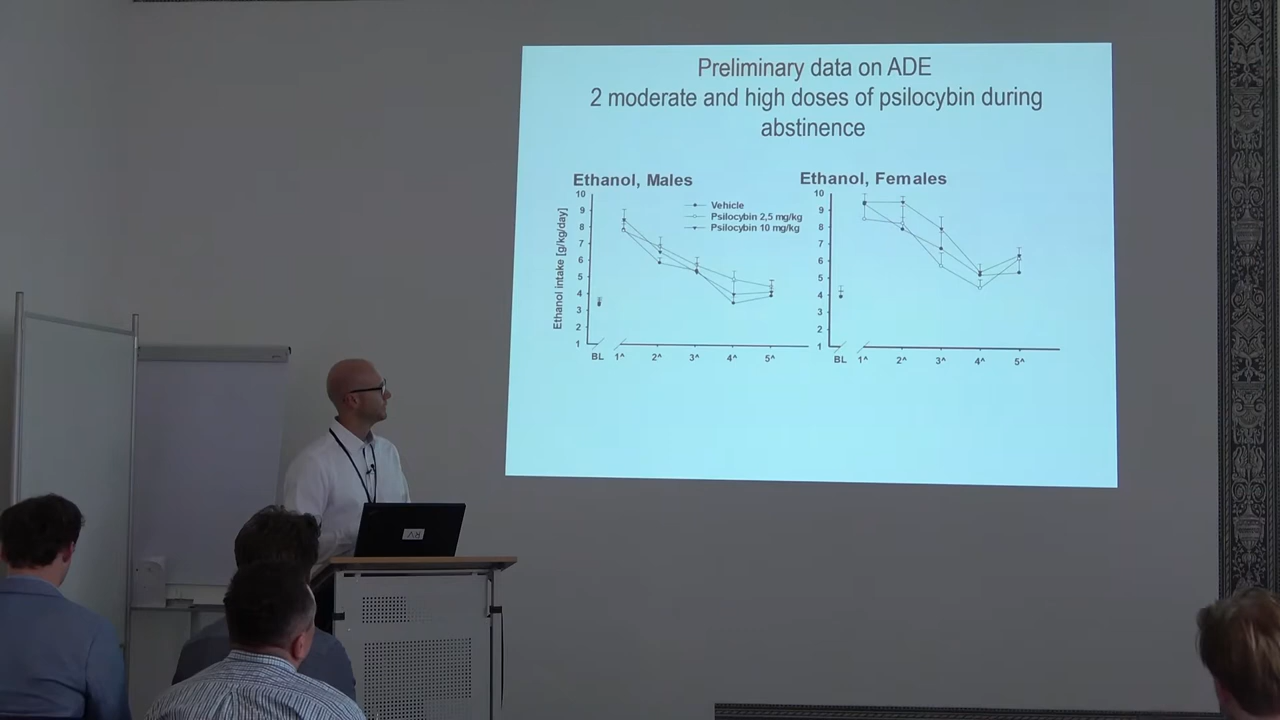 Preliminary data on ADE
2 moderate and high doses of psilocybin during
abstinence
Ethanol, Males
Ethanol, Females
Vehicle
Psilocybin 2,5 mg/kg
Psilocybin 10 mg/kg
Ethanol intake [g/kg/day]
10
9
8
7
6
5
4
3
2
1
BL 1^ 2^ 3^ 4^ 5^
10
9
8
7
6
5
4
3
2
1
BL 1^ 2^ 3^ 4^ 5^
RV